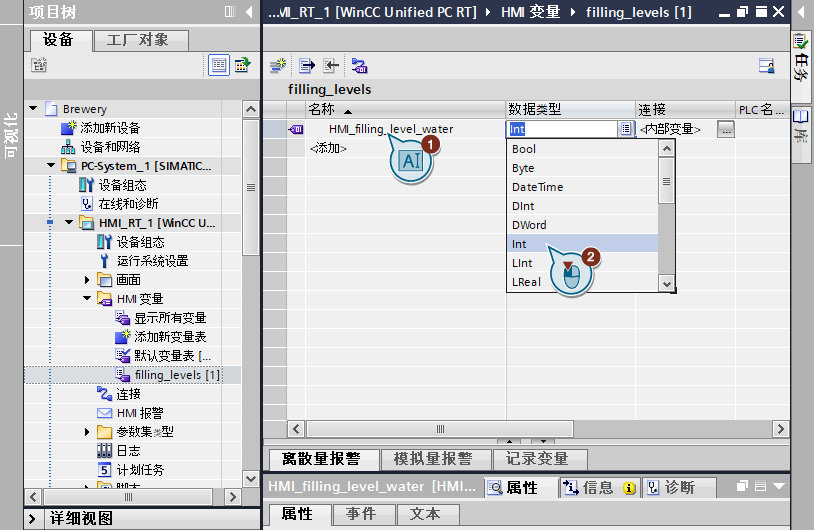 项目树
…MI_RT_1 [WinCC Unified PC RT] ▸ HMI 变量 ▸ filling_levels [1]
设备
工厂对象
可视化
任务
库
filling_levels
名称
数据类型
连接
PLC 名...
HMI_filling_level_water
Int
<内部变量>
...
<添加>
1
Bool
Byte
DateTime
DInt
DWord
Int
LInt
LReal
2
Brewery
添加新设备
设备和网络
PC-System_1 [SIMATIC...
设备组态
在线和诊断
HMI_RT_1 [WinCC U...
设备组态
运行系统设置
画面
HMI 变量
显示所有变量
添加新变量表
默认变量表 [...
filling_levels [1]
连接
HMI 报警
参数集类型
日志
计划任务
脚本
详细视图
离散量报警
模拟量报警
记录变量
HMI_filling_level_water [HMI...
属性
信息
诊断
属性
事件
文本